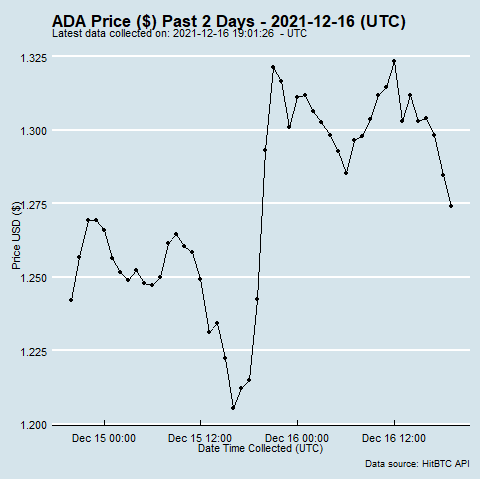 ADA Price ($) Past 2 Days - 2021-12-16 (UTC)
Latest data collected on: 2021-12-16 19:01:26  - UTC
1.325
1.300
1.275
1.250
1.225
1.200
Price USD ($)
Dec 15 00:00
Dec 15 12:00
Dec 16 00:00
Dec 16 12:00
Date Time Collected (UTC)
Data source: HitBTC API